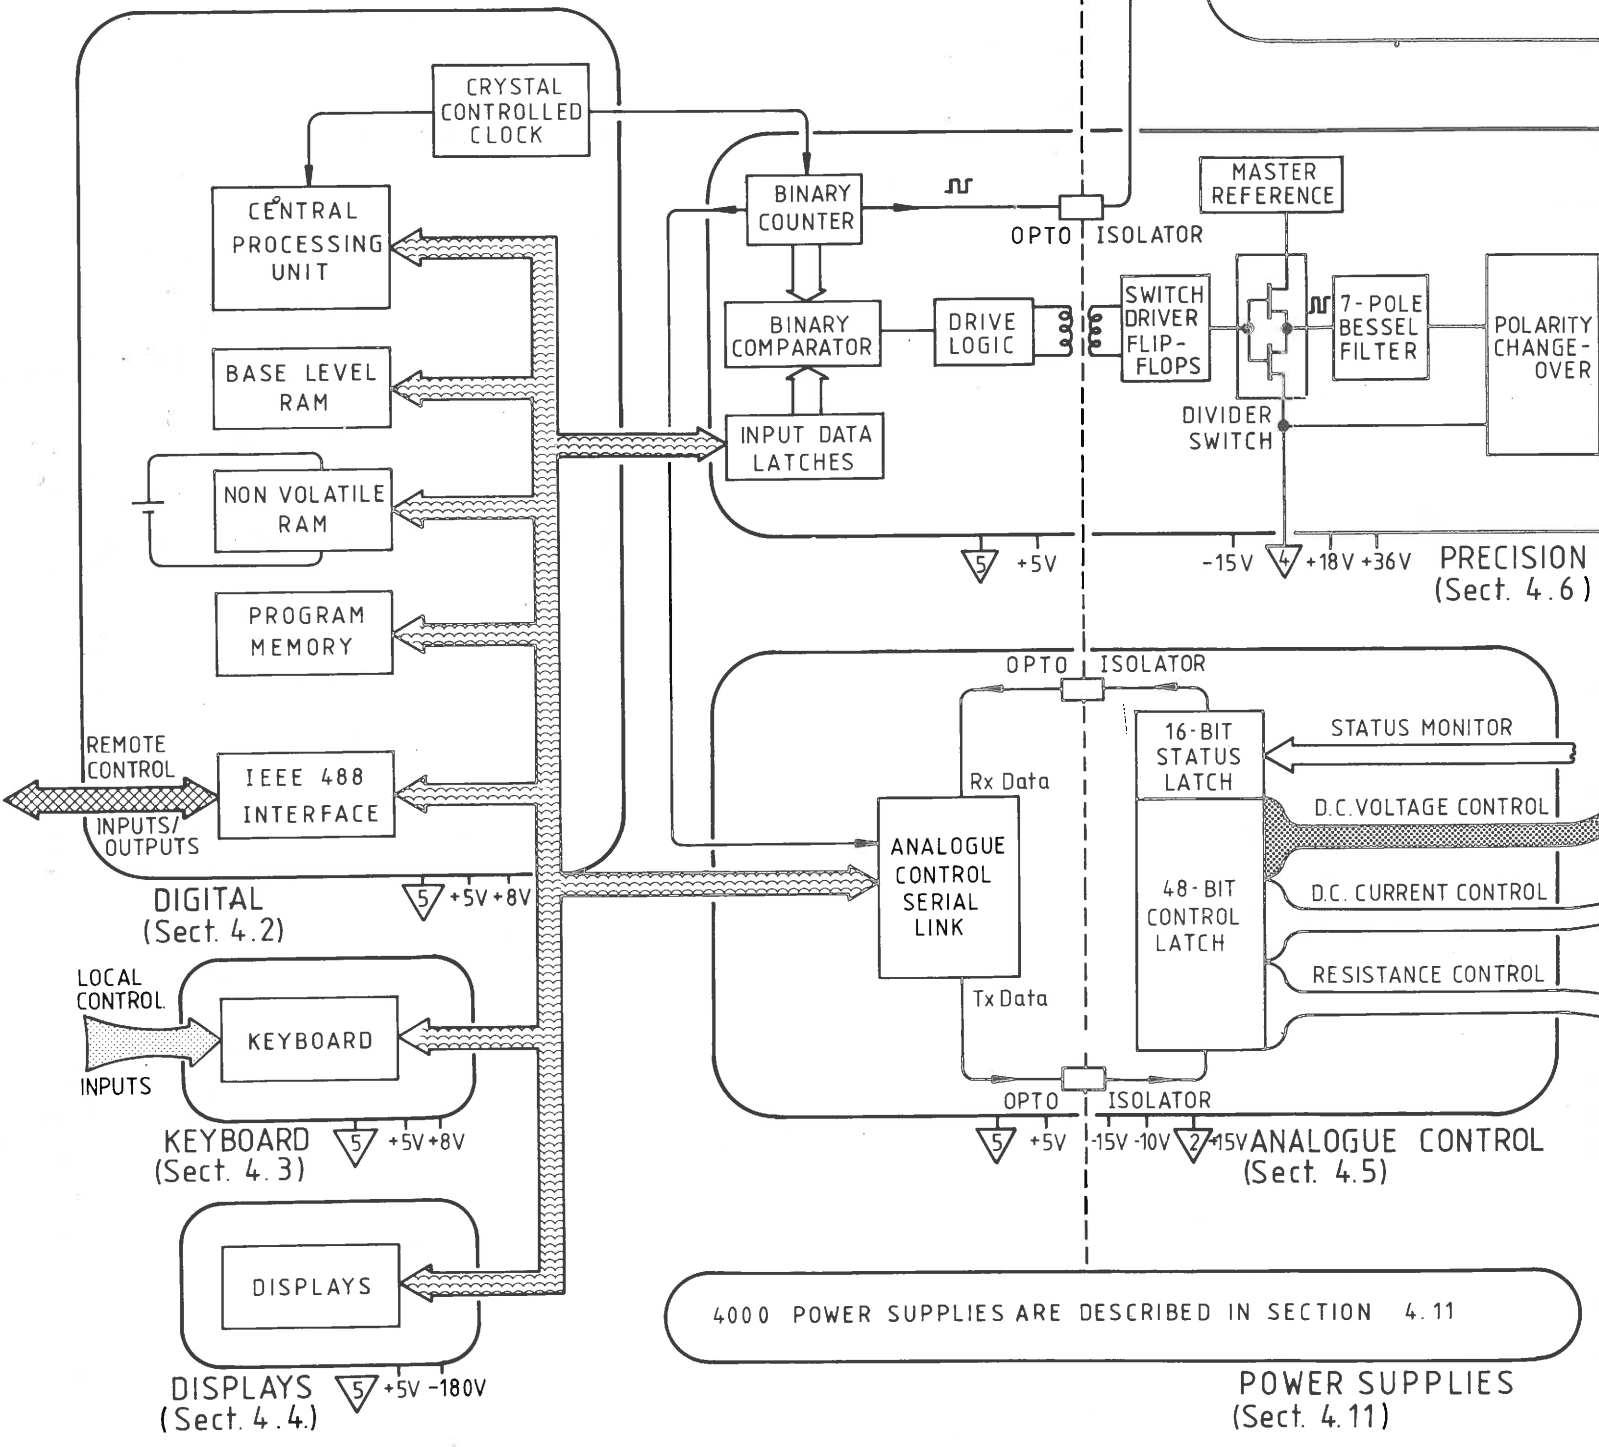 CRYSTAL
CONTROLLED
CLOCK
CENTRAL
PROCESSING
UNIT
BASE LEVEL
RAM
NON VOLATILE
RAM
PROGRAM
MEMORY
REMOTE
CONTROL
INPUTS/
OUTPUTS
IEEE 488
INTERFACE
DIGITAL
(Sect. 4.2)
5
+5V +8V
LOCAL
CONTROL
INPUTS
KEYBOARD
KEYBOARD
(Sect. 4.3)
5
+5V +8V
DISPLAYS
DISPLAYS
(Sect. 4.4.)
5
+5V -180V
BINARY
COUNTER
OPTO ISOLATOR
BINARY
COMPARATOR
INPUT DATA
LATCHES
DRIVE
LOGIC
SWITCH
DRIVER
FLIP-
FLOPS
MASTER
REFERENCE
DIVIDER
SWITCH
7-POLE
BESSEL
FILTER
POLARITY
CHANGE-
OVER
5
+5V
-15V
4
+18V +36V
PRECISION
(Sect. 4.6)
OPTO ISOLATOR
Rx Data
ANALOGUE
CONTROL
SERIAL
LINK
Tx Data
16-BIT
STATUS
LATCH
48-BIT
CONTROL
LATCH
STATUS MONITOR
D.C. VOLTAGE CONTROL
D.C. CURRENT CONTROL
RESISTANCE CONTROL
OPTO ISOLATOR
5
+5V
-15V -10V
2
+15V
ANALOGUE CONTROL
(Sect. 4.5)
4000 POWER SUPPLIES ARE DESCRIBED IN SECTION 4.11
POWER SUPPLIES
(Sect. 4.11)